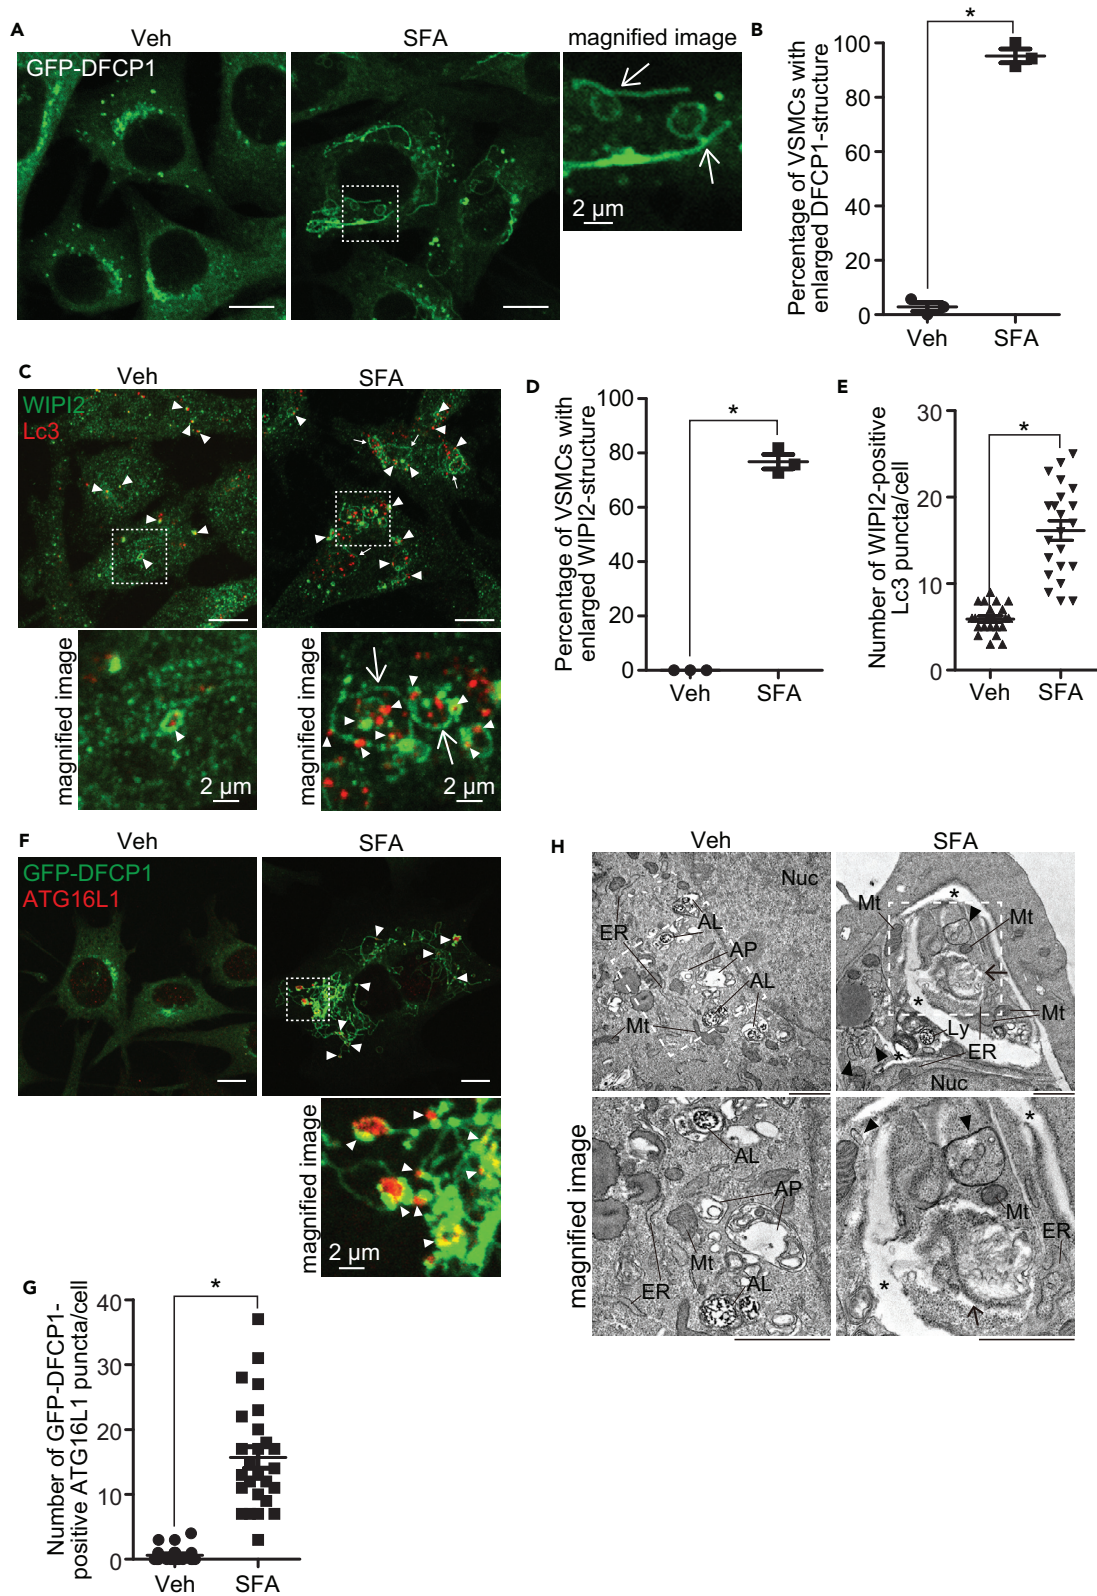 A
Veh
SFA
magnified image
GFP-DFCP1
2 µm
B
*
Percentage of VSMCs with
enlarged DFCP1-structure
100
80
60
40
20
0
Veh
SFA
C
Veh
SFA
WIPI2
Lc3
magnified image
2 µm
magnified image
2 µm
D
*
Percentage of VSMCs with
enlarged WIPI2-structure
100
80
60
40
20
0
Veh
SFA
E
*
Number of WIPI2-positive
Lc3 puncta/cell
30
20
10
0
Veh
SFA
F
Veh
SFA
GFP-DFCP1
ATG16L1
magnified image
2 µm
G
*
Number of GFP-DFCP1-
positive ATG16L1 puncta/cell
40
30
20
10
0
Veh
SFA
H
Veh
SFA
Nuc
ER
AL
AP
AL
Mt
Mt
*
Mt
Mt
*
Ly
*
ER
Nuc
magnified image
AL
AP
Mt
ER
AL
*
Mt
ER
*